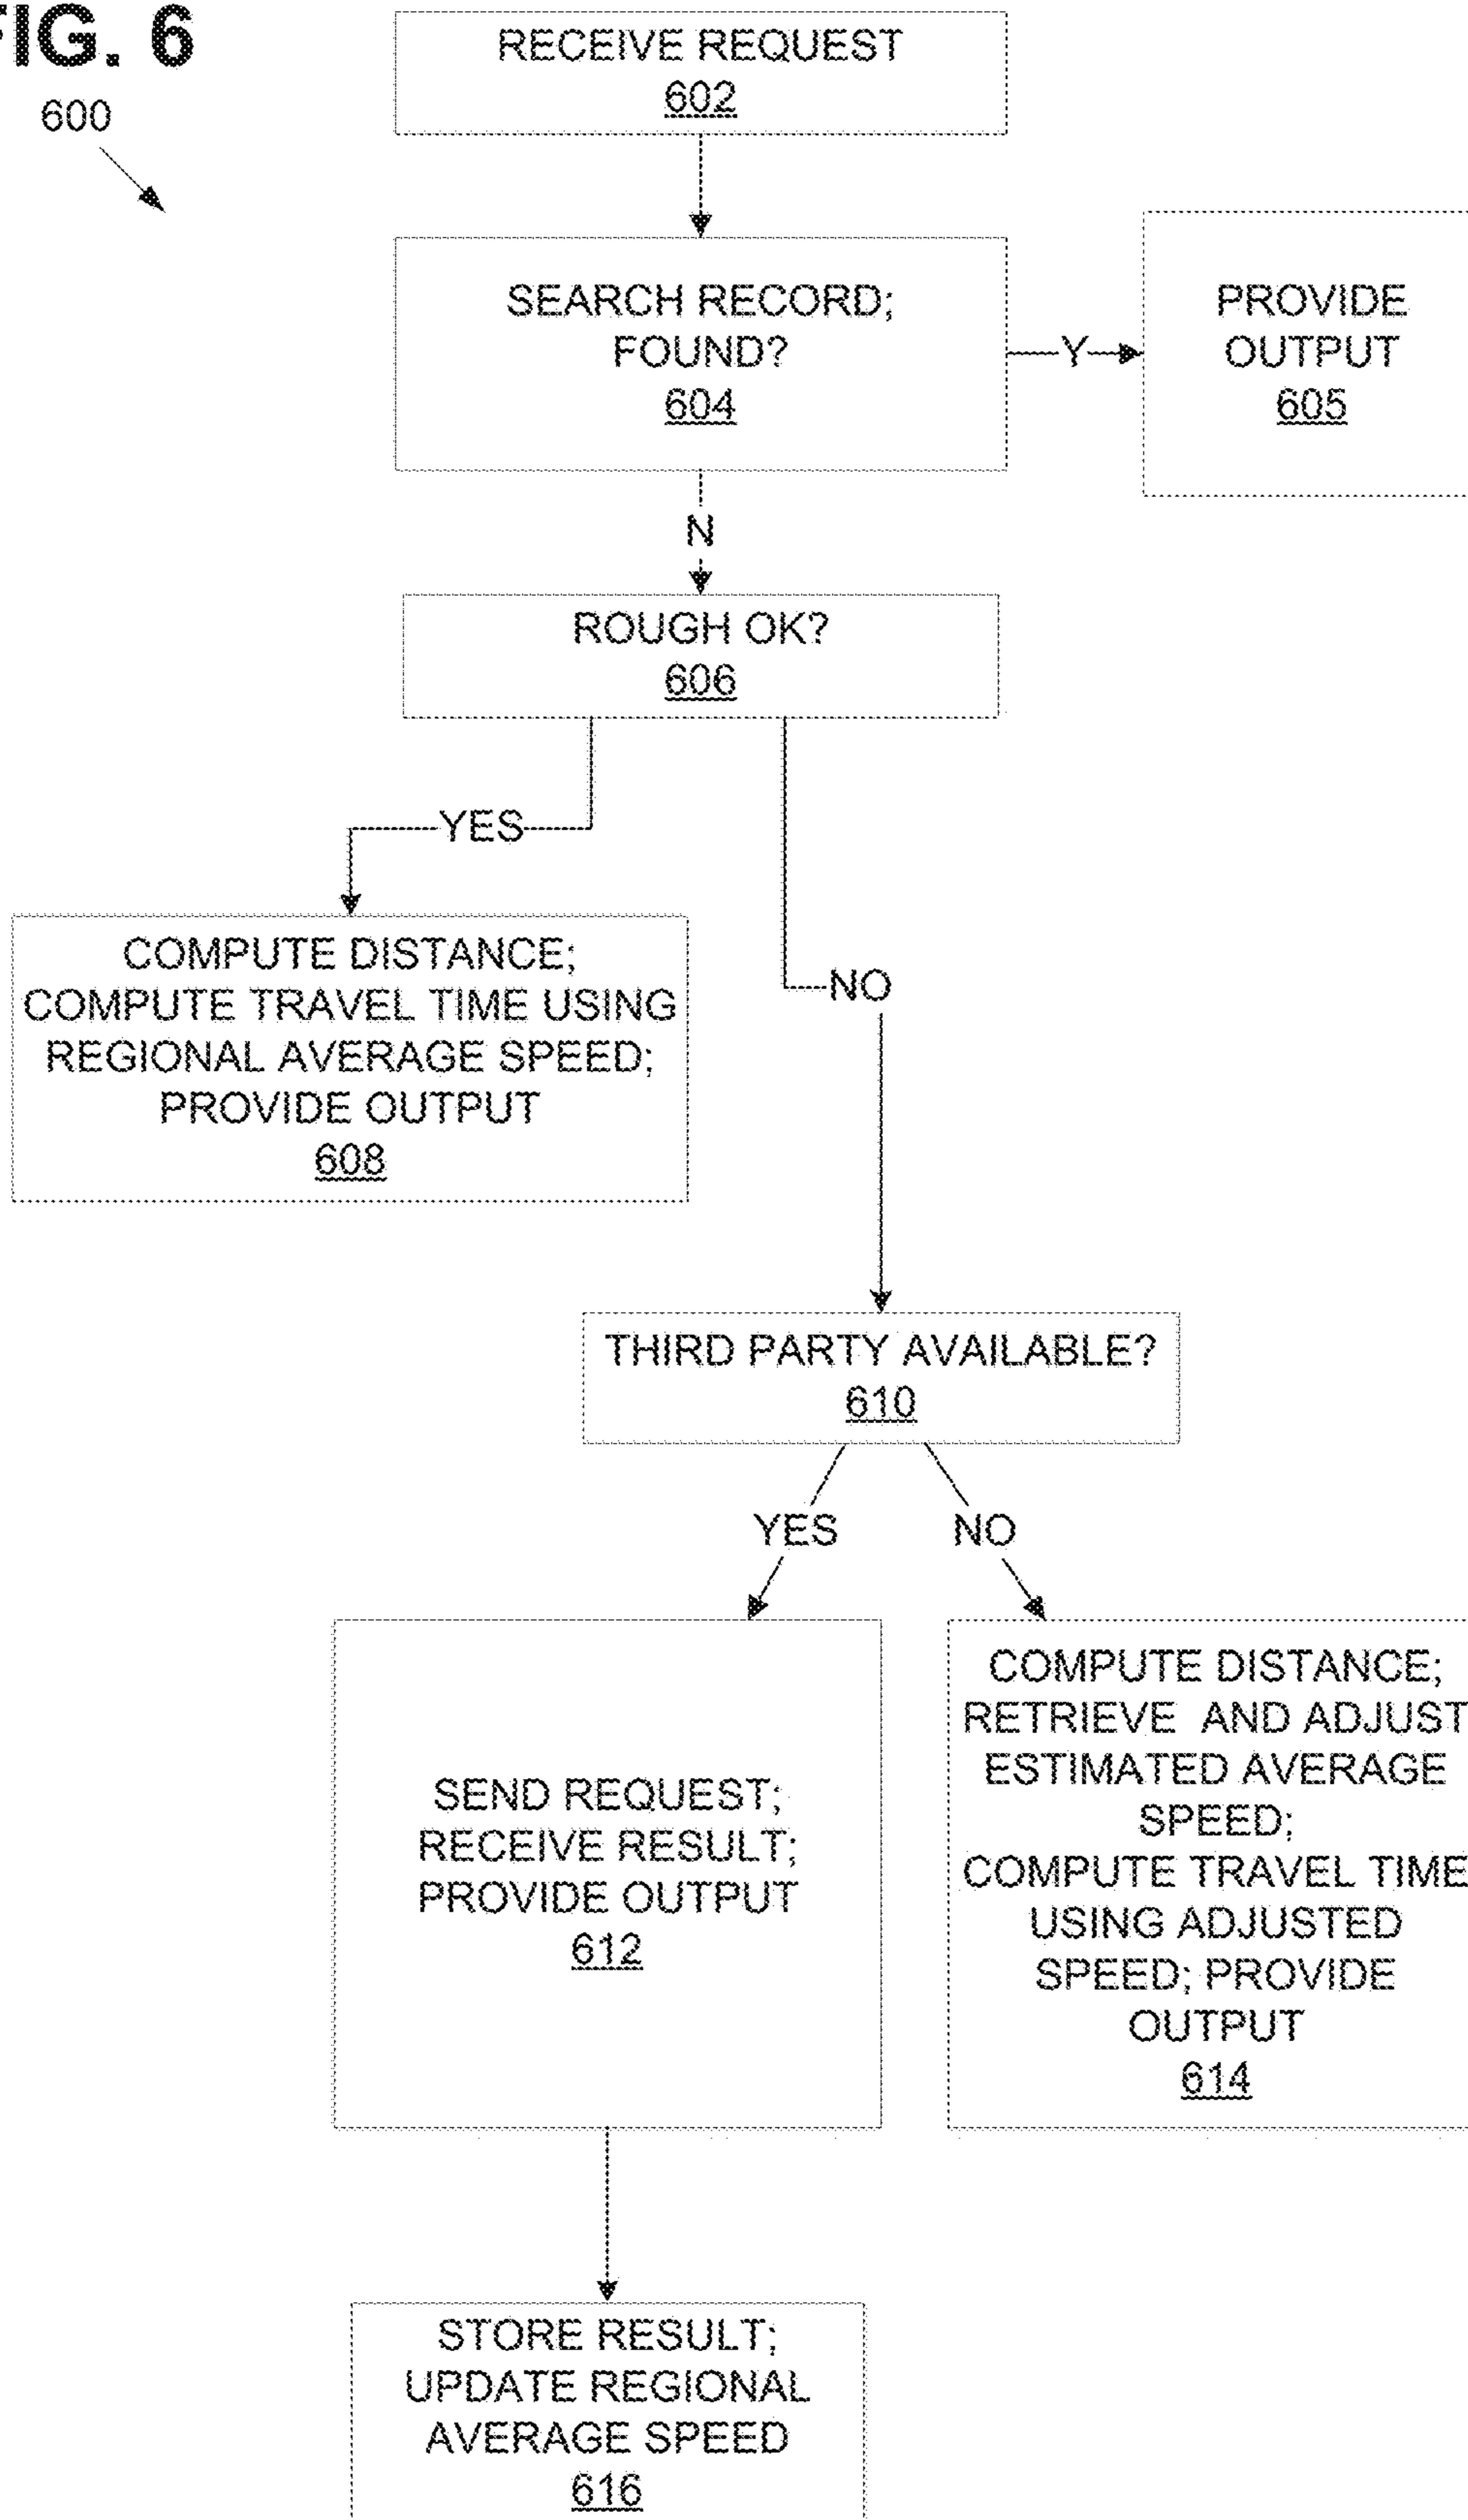 FIG. 6
600
RECEIVE REQUEST
602
SEARCH RECORD;
FOUND?
604
Y
PROVIDE
OUTPUT
605
N
ROUGH OK?
606
YES
NO
COMPUTE DISTANCE;
COMPUTE TRAVEL TIME USING
REGIONAL AVERAGE SPEED;
PROVIDE OUTPUT
608
THIRD PARTY AVAILABLE?
610
YES
NO
SEND REQUEST;
RECEIVE RESULT;
PROVIDE OUTPUT
612
COMPUTE DISTANCE;
RETRIEVE AND ADJUST
ESTIMATED AVERAGE
SPEED;
COMPUTE TRAVEL TIME
USING ADJUSTED
SPEED; PROVIDE
OUTPUT
614
STORE RESULT;
UPDATE REGIONAL
AVERAGE SPEED
616